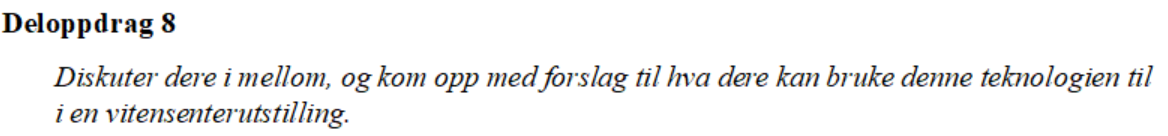 Deloppdrag 8
Diskuter dere i mellom, og kom opp med forslag til hva dere kan bruke denne teknologien til
i en vitensenterutstilling.